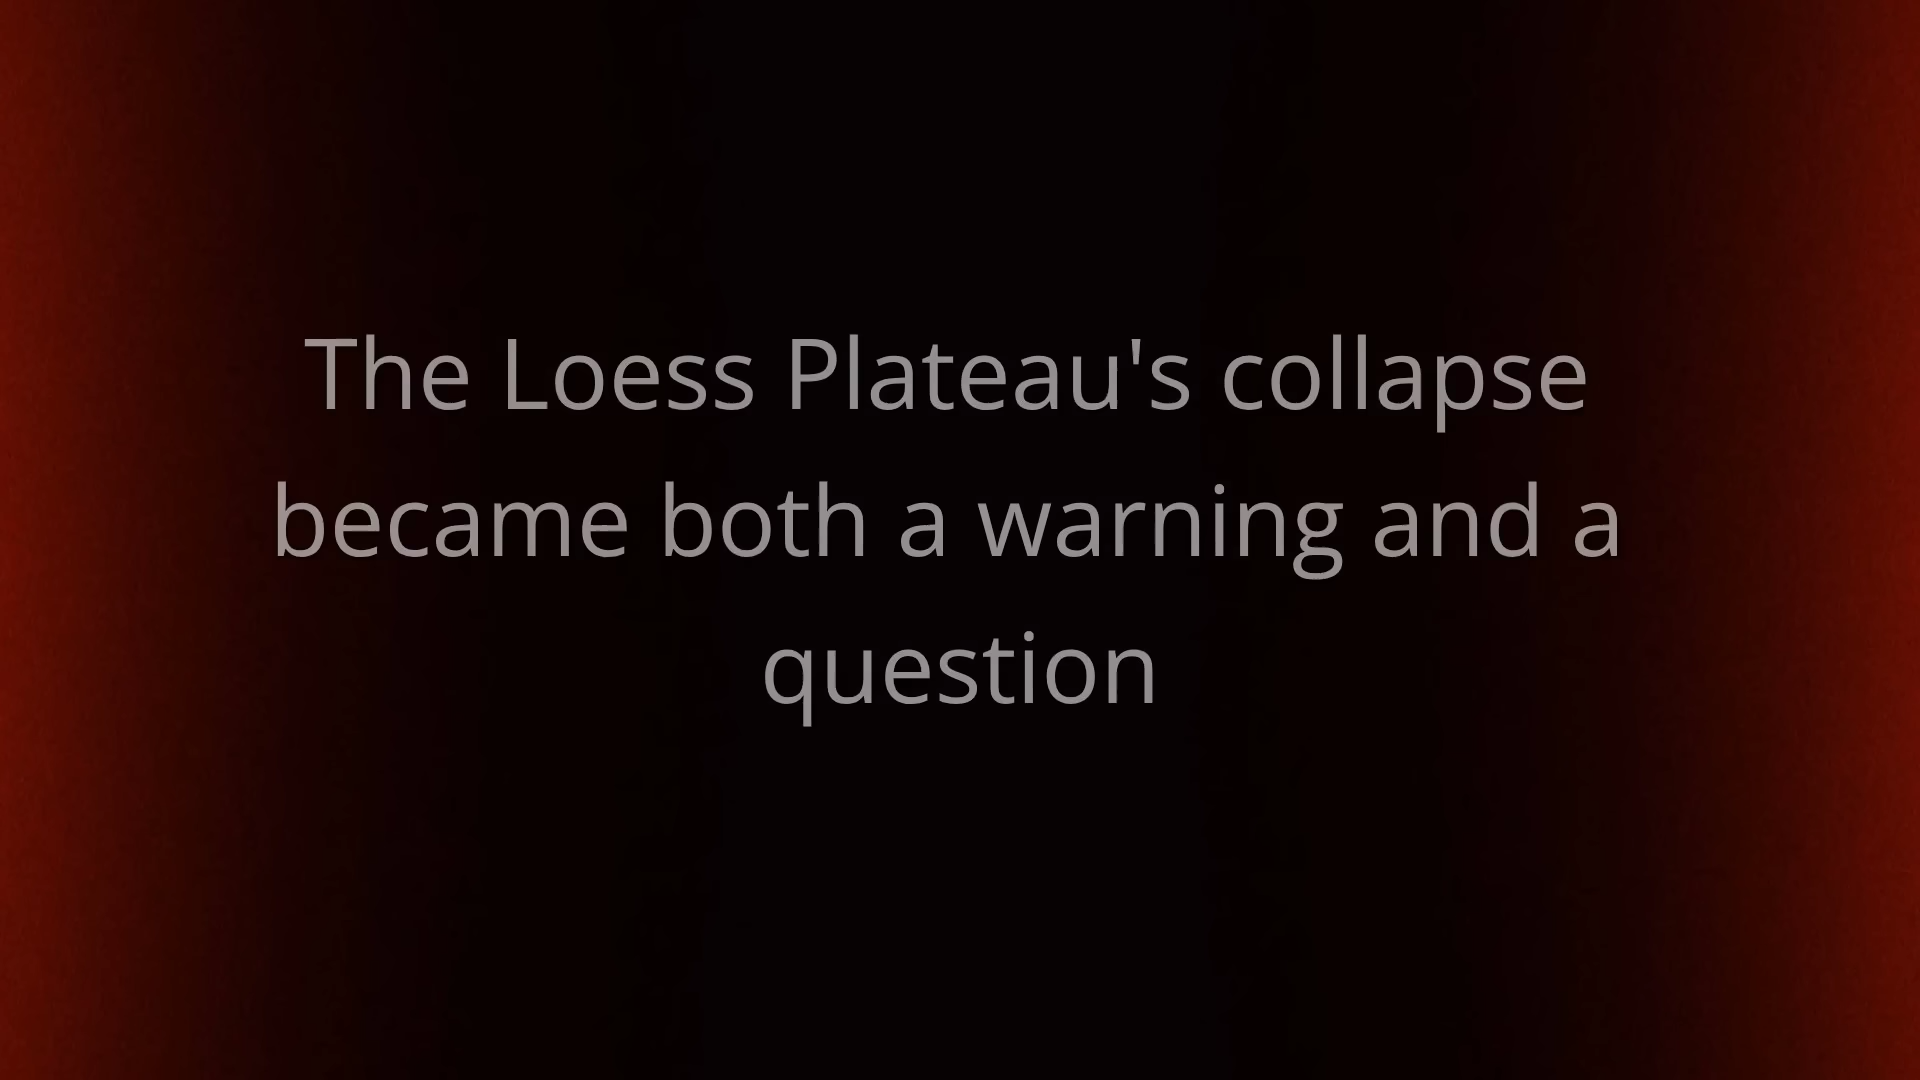 The Loess Plateau's collapse
became both a warning and a
question